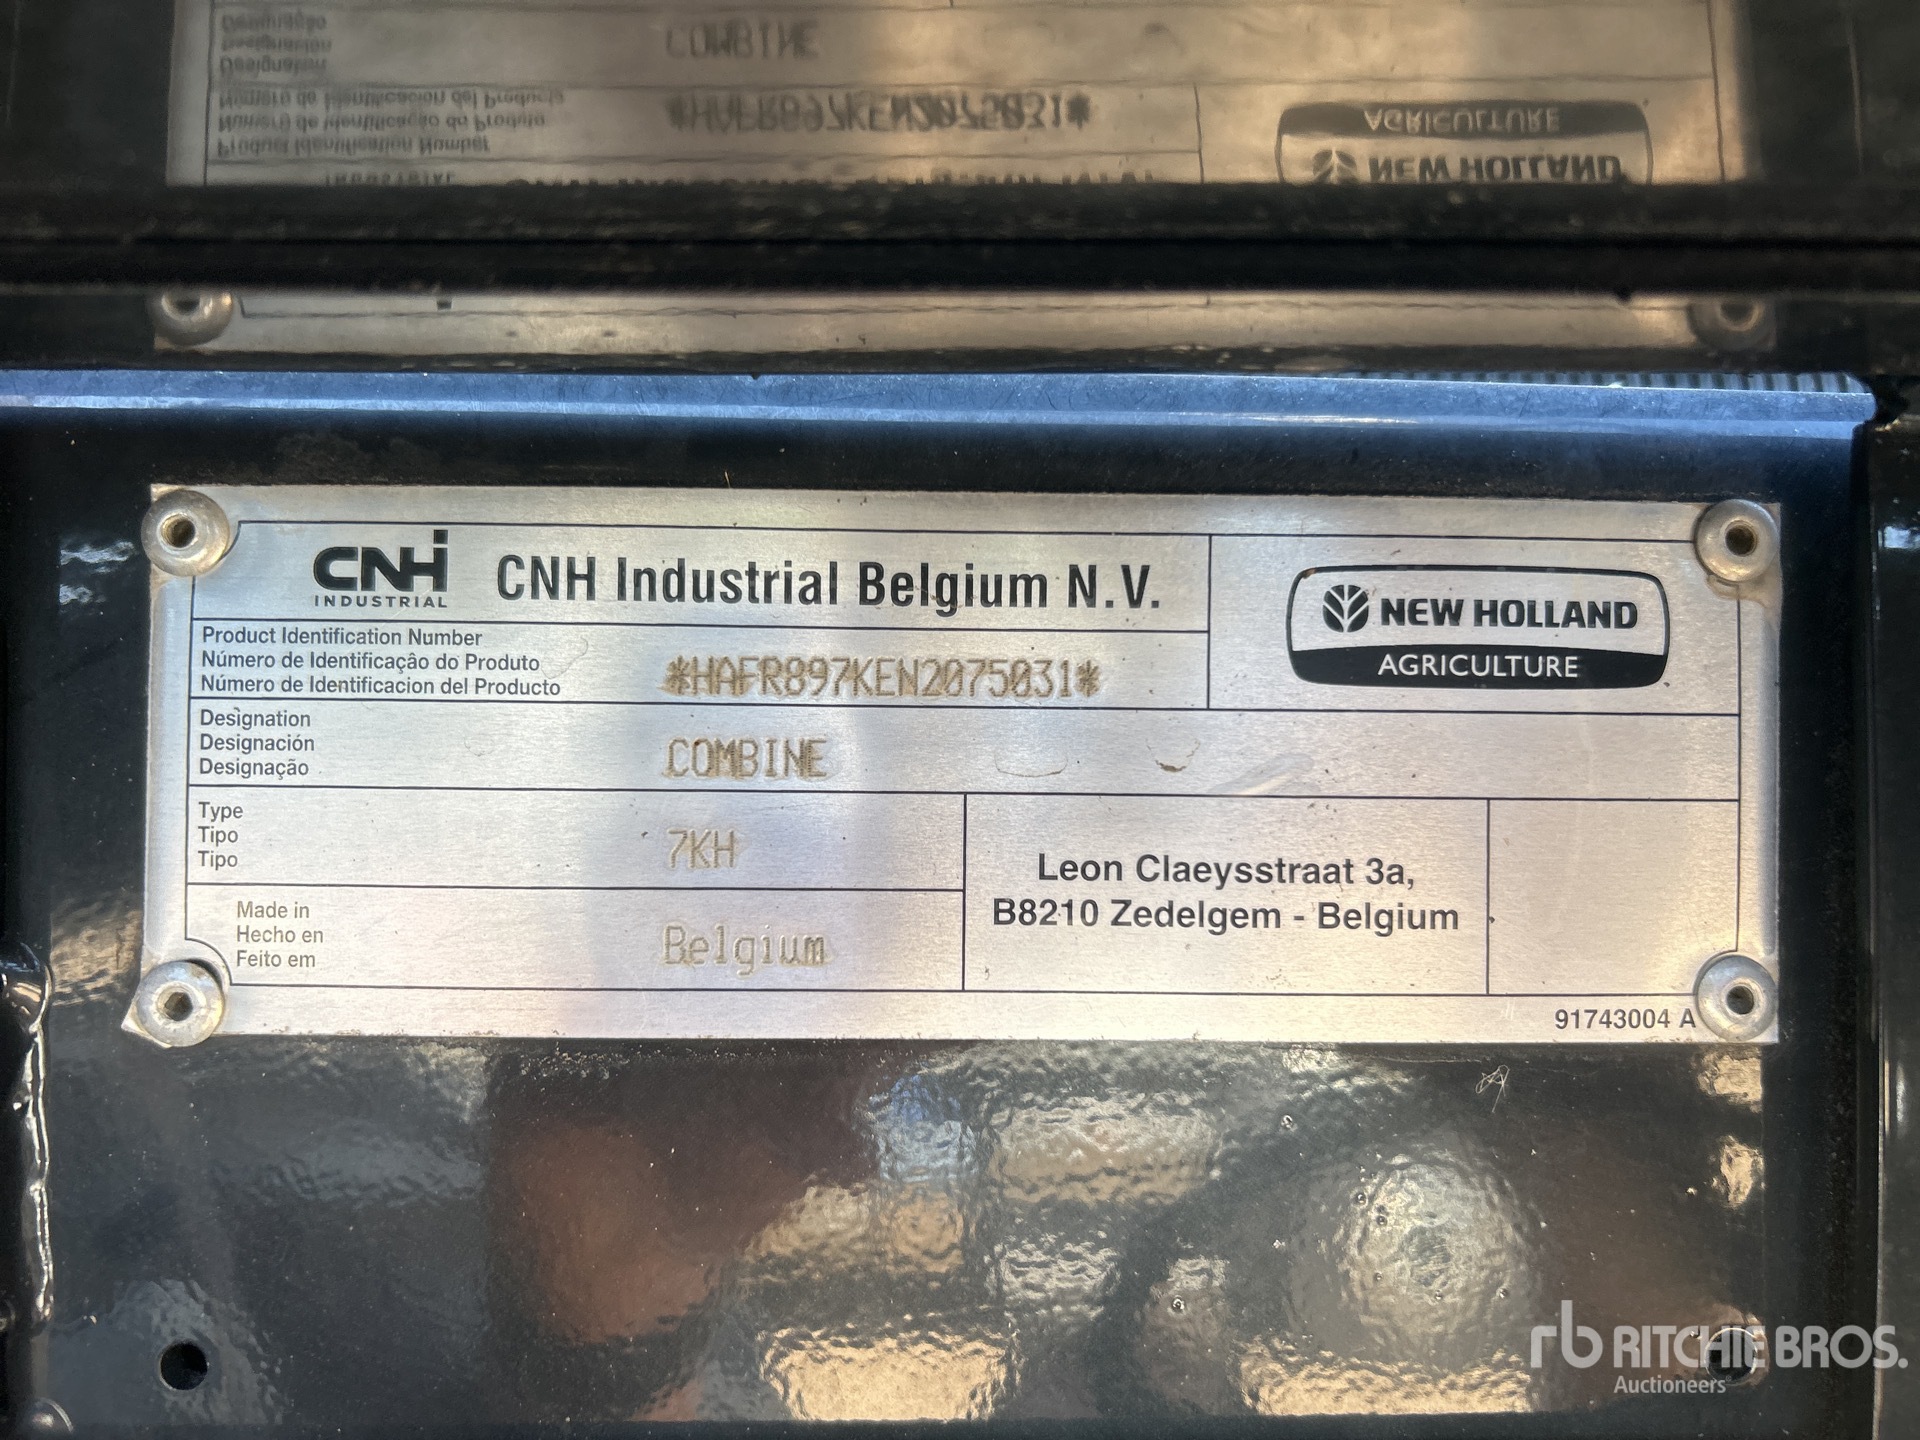 CNH
INDUSTRIAL
CNH Industrial Belgium N.V.
NEW HOLLAND
AGRICULTURE
Product Identification Number
Número de Identificação do Produto
Número de Identificacion del Producto
*HAFR897KEN2075031*
Designation
Designación
Designação
COMBINE
Type
Tipo
Tipo
7KH
Made in
Hecho en
Feito em
Belgium
Leon Claeysstraat 3a,
B8210 Zedelgem - Belgium
91743004 A
rb RITCHIE BROS.
Auctioneers